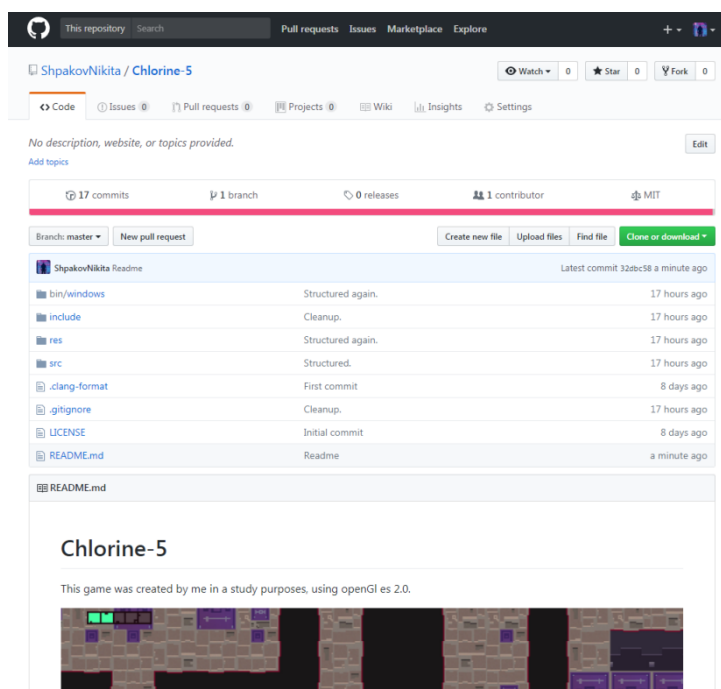 This repository Search Pull requests Issues Marketplace Explore
ShpakovNikita / Chlorine-5 Watch 0 Star 0 Fork 0
Code Issues 0 Pull requests 0 Projects 0 Wiki Insights Settings
No description, website, or topics provided. Edit
Add topics
17 commits 1 branch 0 releases 1 contributor MIT
Branch: master New pull request Create new file Upload files Find file Clone or download
ShpakovNikita Readme Latest commit 32dbc58 a minute ago
bin/windows Structured again. 17 hours ago
include Cleanup. 17 hours ago
res Structured again. 17 hours ago
src Structured. 17 hours ago
.clang-format First commit 8 days ago
.gitignore Cleanup. 17 hours ago
LICENSE Initial commit 8 days ago
README.md Readme a minute ago
README.md
Chlorine-5
This game was created by me in a study purposes, using openGl es 2.0.